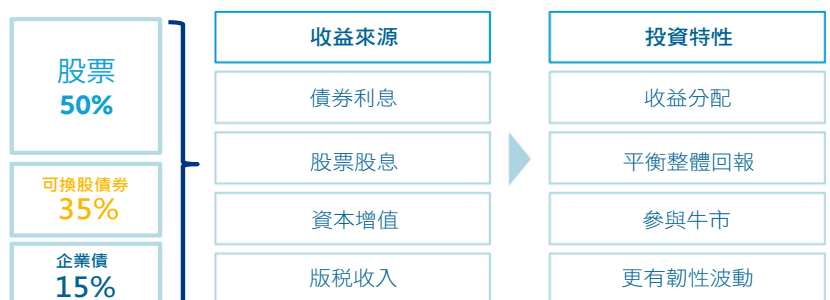 股票
50%
可換股債券
35%
企業債
15%
收益來源
債券利息
股票股息
資本增值
版税收入
投資特性
收益分配
平衡整體回報
參與牛市
更有韌性波動